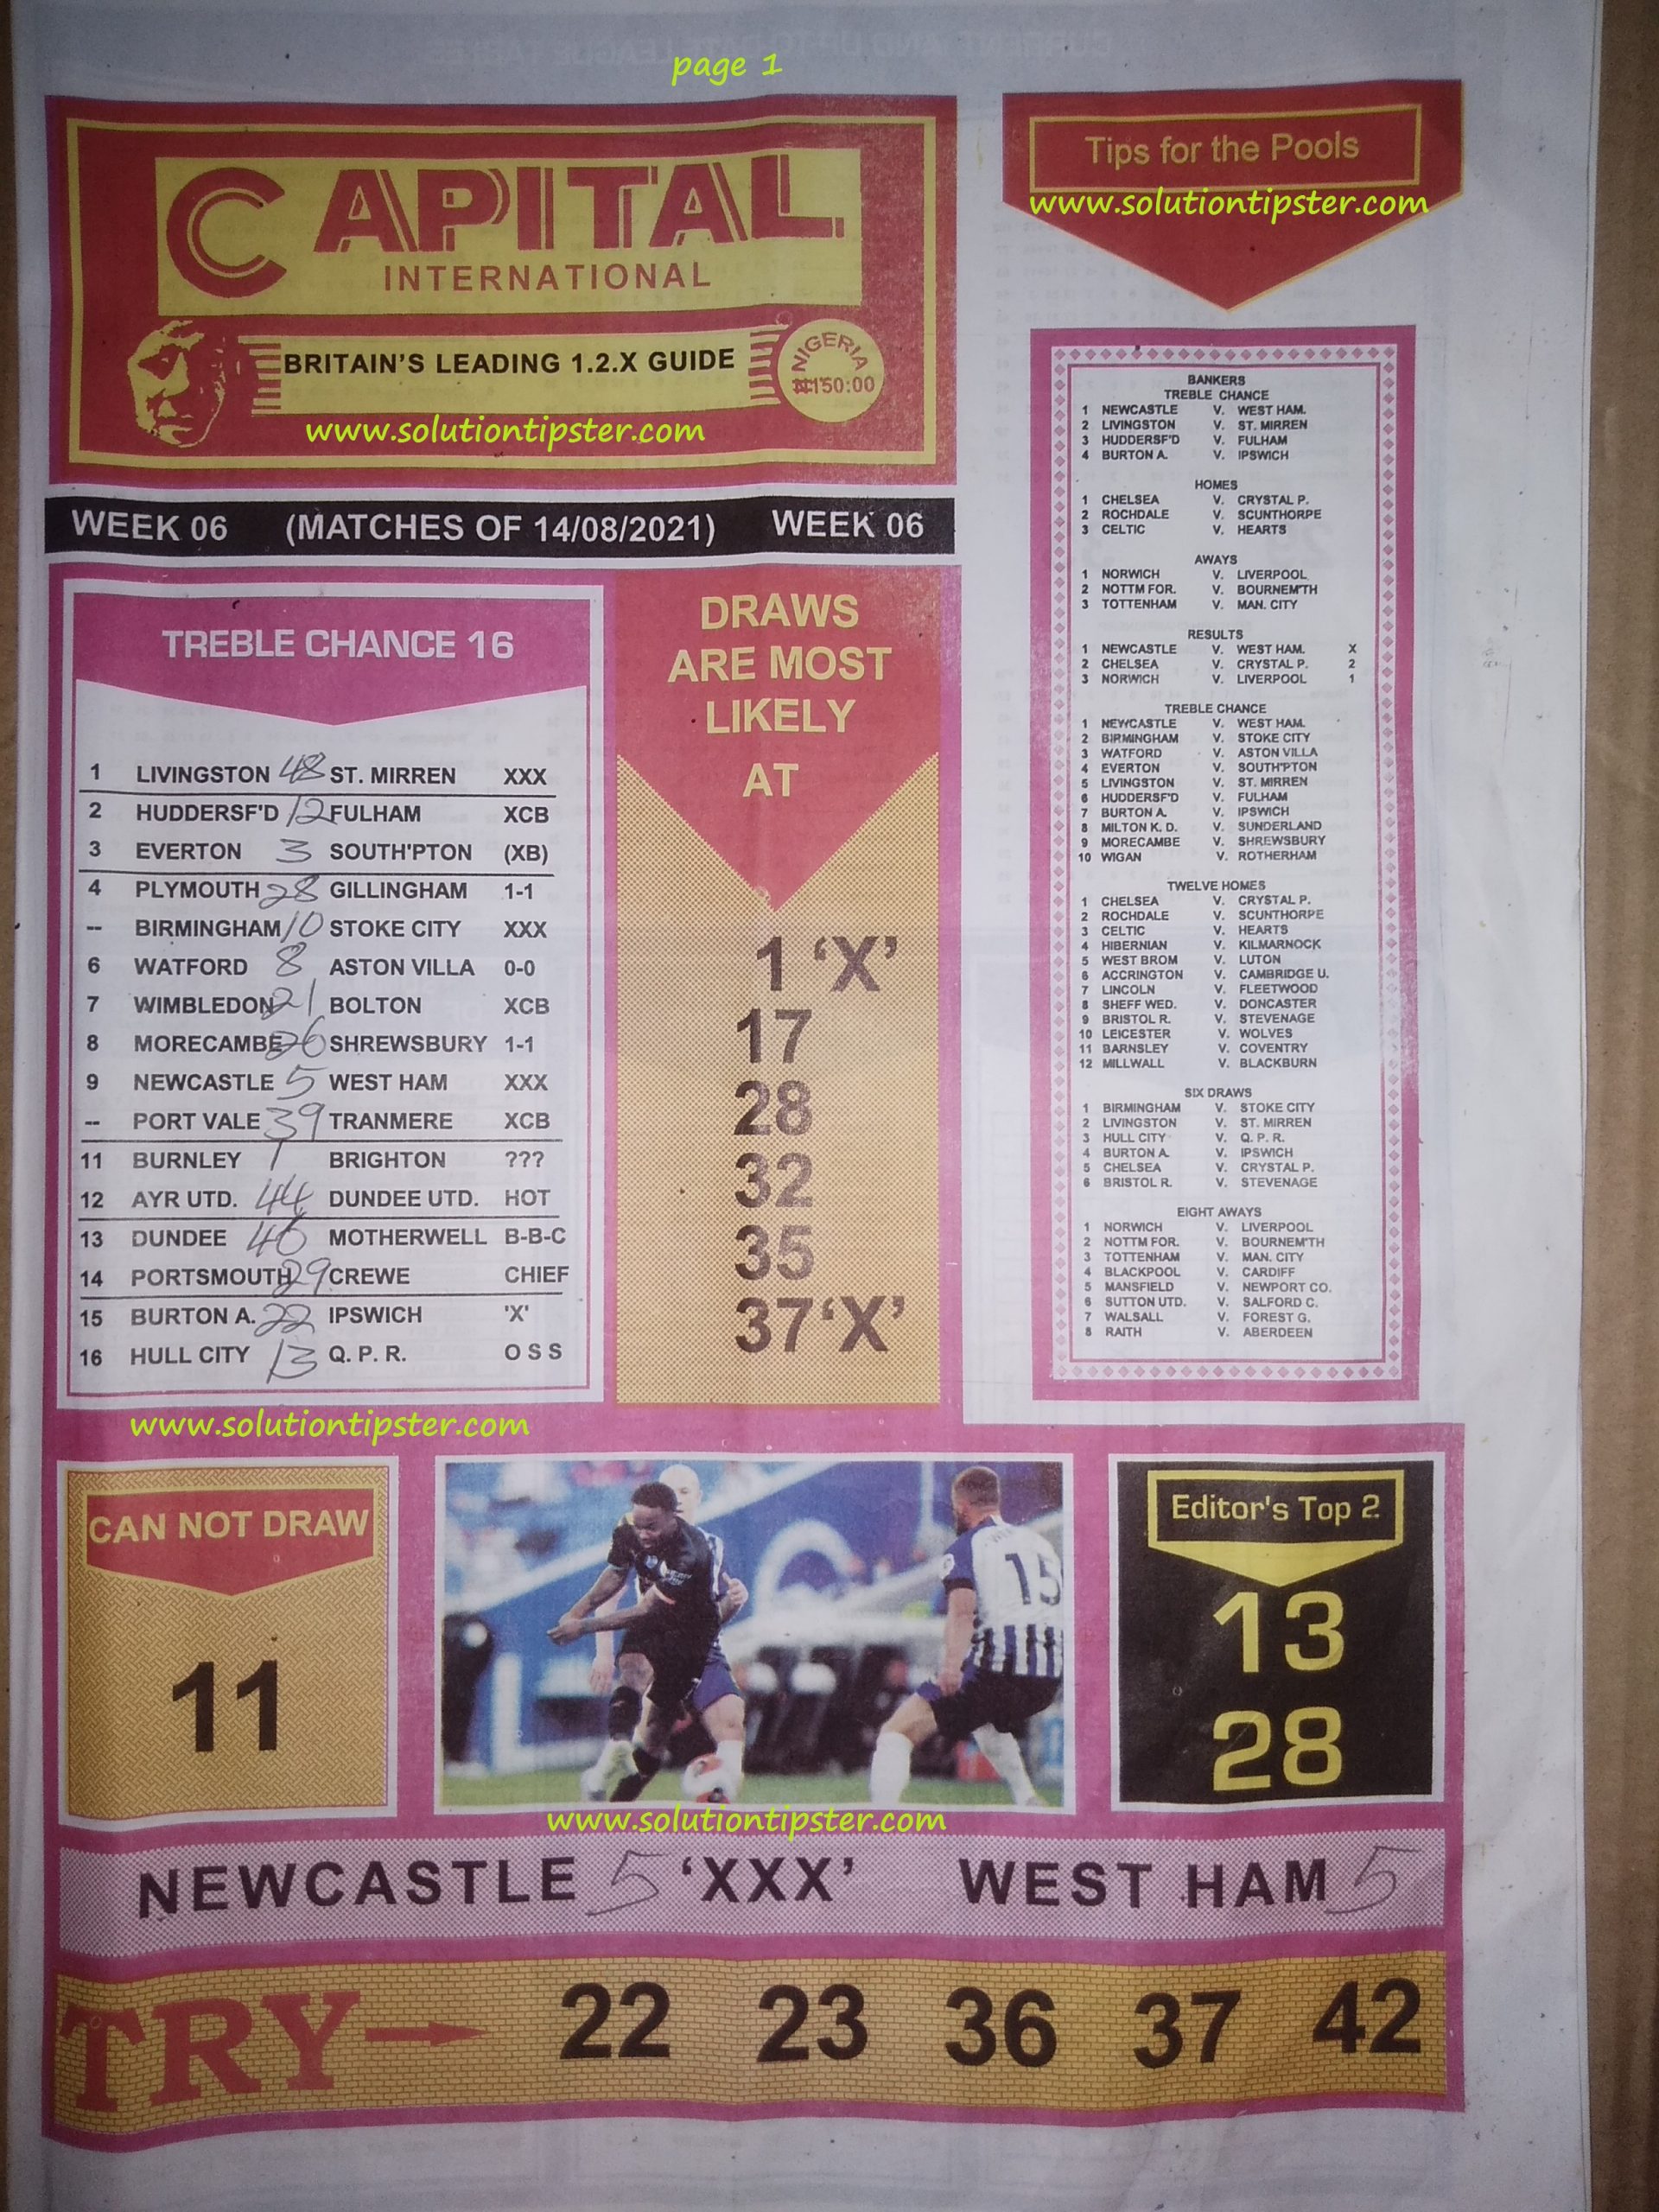 page 1
CAPITAL
INTERNATIONAL
BRITAIN'S LEADING 1.2.X GUIDE
NIGERIA
₦150:00
www.solutiontipster.com
WEEK 06 (MATCHES OF 14/08/2021) WEEK 06
TREBLE CHANCE 16
1 LIVINGSTON 48 ST. MIRREN XXX
2 HUDDERSF'D 12 FULHAM XCB
3 EVERTON 3 SOUTH'PTON (XB)
4 PLYMOUTH 28 GILLINGHAM 1-1
-- BIRMINGHAM 10 STOKE CITY XXX
6 WATFORD 8 ASTON VILLA 0-0
7 WIMBLEDON 21 BOLTON XCB
8 MORECAMBE 26 SHREWSBURY 1-1
9 NEWCASTLE 5 WEST HAM XXX
-- PORT VALE 39 TRANMERE XCB
11 BURNLEY 1 BRIGHTON ???
12 AYR UTD. 44 DUNDEE UTD. HOT
13 DUNDEE 46 MOTHERWELL B-B-C
14 PORTSMOUTH 29 CREWE CHIEF
15 BURTON A. 22 IPSWICH 'X'
16 HULL CITY 13 Q. P. R. O S S
www.solutiontipster.com
DRAWS
ARE MOST
LIKELY
AT
1 'X'
17
28
32
35
37 'X'
Tips for the Pools
www.solutiontipster.com
BANKERS
TREBLE CHANCE
1 NEWCASTLE V. WEST HAM.
2 LIVINGSTON V. ST. MIRREN
3 HUDDERSF'D V. FULHAM
4 BURTON A. V. IPSWICH
HOMES
1 CHELSEA V. CRYSTAL P.
2 ROCHDALE V. SCUNTHORPE
3 CELTIC V. HEARTS
AWAYS
1 NORWICH V. LIVERPOOL
2 NOTTM FOR. V. BOURNEM'TH
3 TOTTENHAM V. MAN. CITY
RESULTS
1 NEWCASTLE V. WEST HAM. X
2 CHELSEA V. CRYSTAL P. 2
3 NORWICH V. LIVERPOOL 1
TREBLE CHANCE
1 NEWCASTLE V. WEST HAM.
2 BIRMINGHAM V. STOKE CITY
3 WATFORD V. ASTON VILLA
4 EVERTON V. SOUTH'PTON
5 LIVINGSTON V. ST. MIRREN
6 HUDDERSF'D V. FULHAM
7 BURTON A. V. IPSWICH
8 MILTON K. D. V. SUNDERLAND
9 MORECAMBE V. SHREWSBURY
10 WIGAN V. ROTHERHAM
TWELVE HOMES
1 CHELSEA V. CRYSTAL P.
2 ROCHDALE V. SCUNTHORPE
3 CELTIC V. HEARTS
4 HIBERNIAN V. KILMARNOCK
5 WEST BROM V. LUTON
6 ACCRINGTON V. CAMBRIDGE U.
7 LINCOLN V. FLEETWOOD
8 SHEFF WED. V. DONCASTER
9 BRISTOL R. V. STEVENAGE
10 LEICESTER V. WOLVES
11 BARNSLEY V. COVENTRY
12 MILLWALL V. BLACKBURN
SIX DRAWS
1 BIRMINGHAM V. STOKE CITY
2 LIVINGSTON V. ST. MIRREN
3 HULL CITY V. Q. P. R.
4 BURTON A. V. IPSWICH
5 CHELSEA V. CRYSTAL P.
6 BRISTOL R. V. STEVENAGE
EIGHT AWAYS
1 NORWICH V. LIVERPOOL
2 NOTTM FOR. V. BOURNEM'TH
3 TOTTENHAM V. MAN. CITY
4 BLACKPOOL V. CARDIFF
5 MANSFIELD V. NEWPORT CO.
6 SUTTON UTD. V. SALFORD C.
7 WALSALL V. FOREST G.
8 RAITH V. ABERDEEN
CAN NOT DRAW
11
15
Editor's Top 2
13
28
www.solutiontipster.com
NEWCASTLE 5 'XXX' WEST HAM 5
TRY 22 23 36 37 42